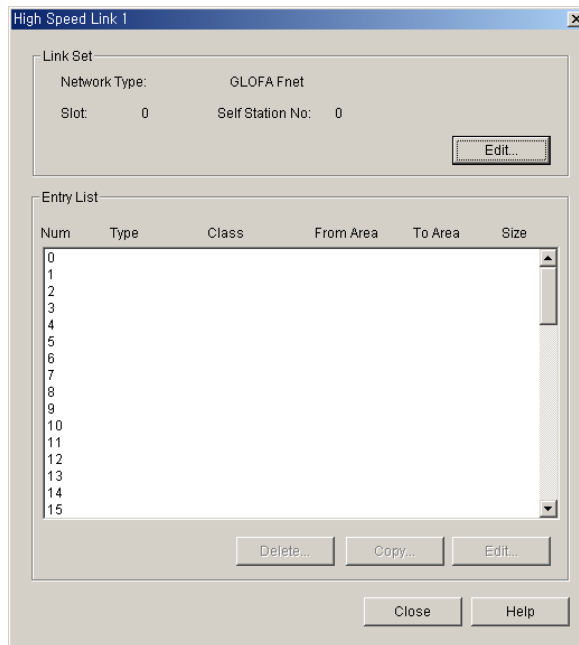 High Speed Link 1
Link Set
Network Type: GLOFA Fnet
Slot: 0 Self Station No: 0
Edit...
Entry List
Num Type Class From Area To Area Size
0
1
2
3
4
5
6
7
8
9
10
11
12
13
14
15
Delete... Copy... Edit...
Close Help